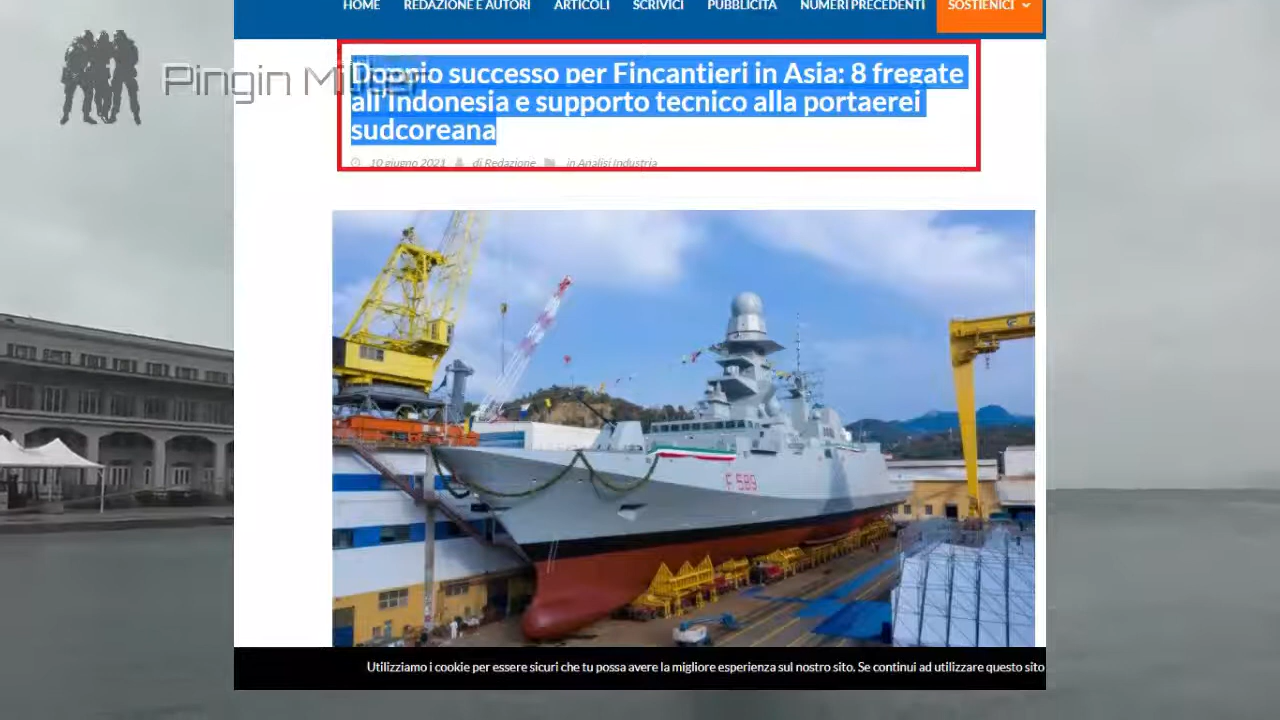 HOME REDAZIONE E AUTORI ARTICOLI SCRIVICI PUBBLICITÀ NUMERI PRECEDENTI SOSTIENICI
Pingin Militer
Doppio successo per Fincantieri in Asia: 8 fregate
all'Indonesia e supporto tecnico alla portaerei
sudcoreana
10 giugno 2021 di Redazione in Analisi Industria
F 589
Utilizziamo i cookie per essere sicuri che tu possa avere la migliore esperienza sul nostro sito. Se continui ad utilizzare questo sito